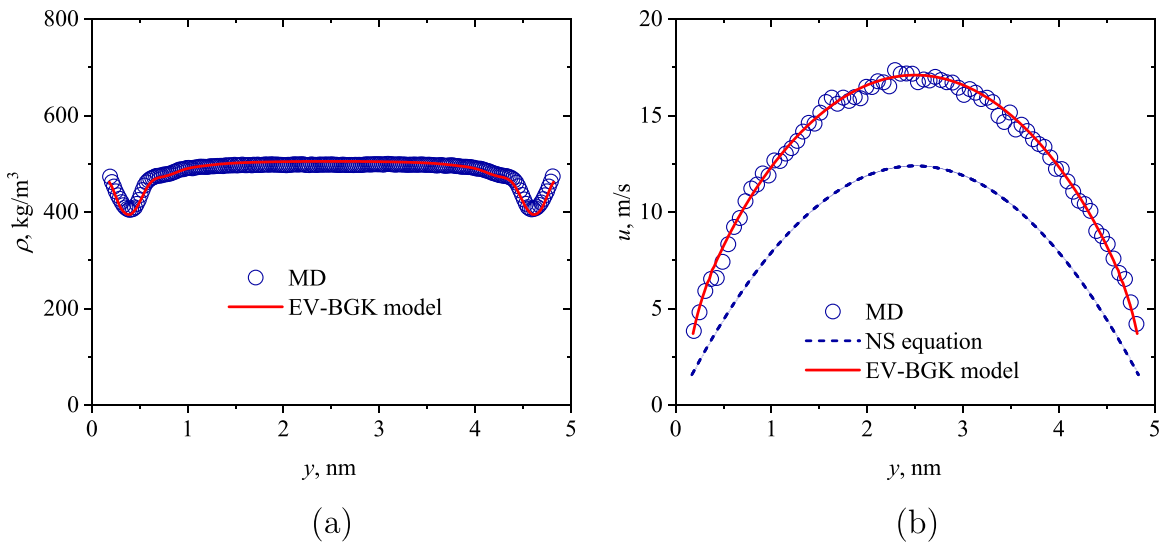 800
600
400
200
0
ρ, kg/m³
MD
EV-BGK model
0 1 2 3 4 5
y, nm
(a)
20
15
10
5
0
u, m/s
MD
NS equation
EV-BGK model
0 1 2 3 4 5
y, nm
(b)